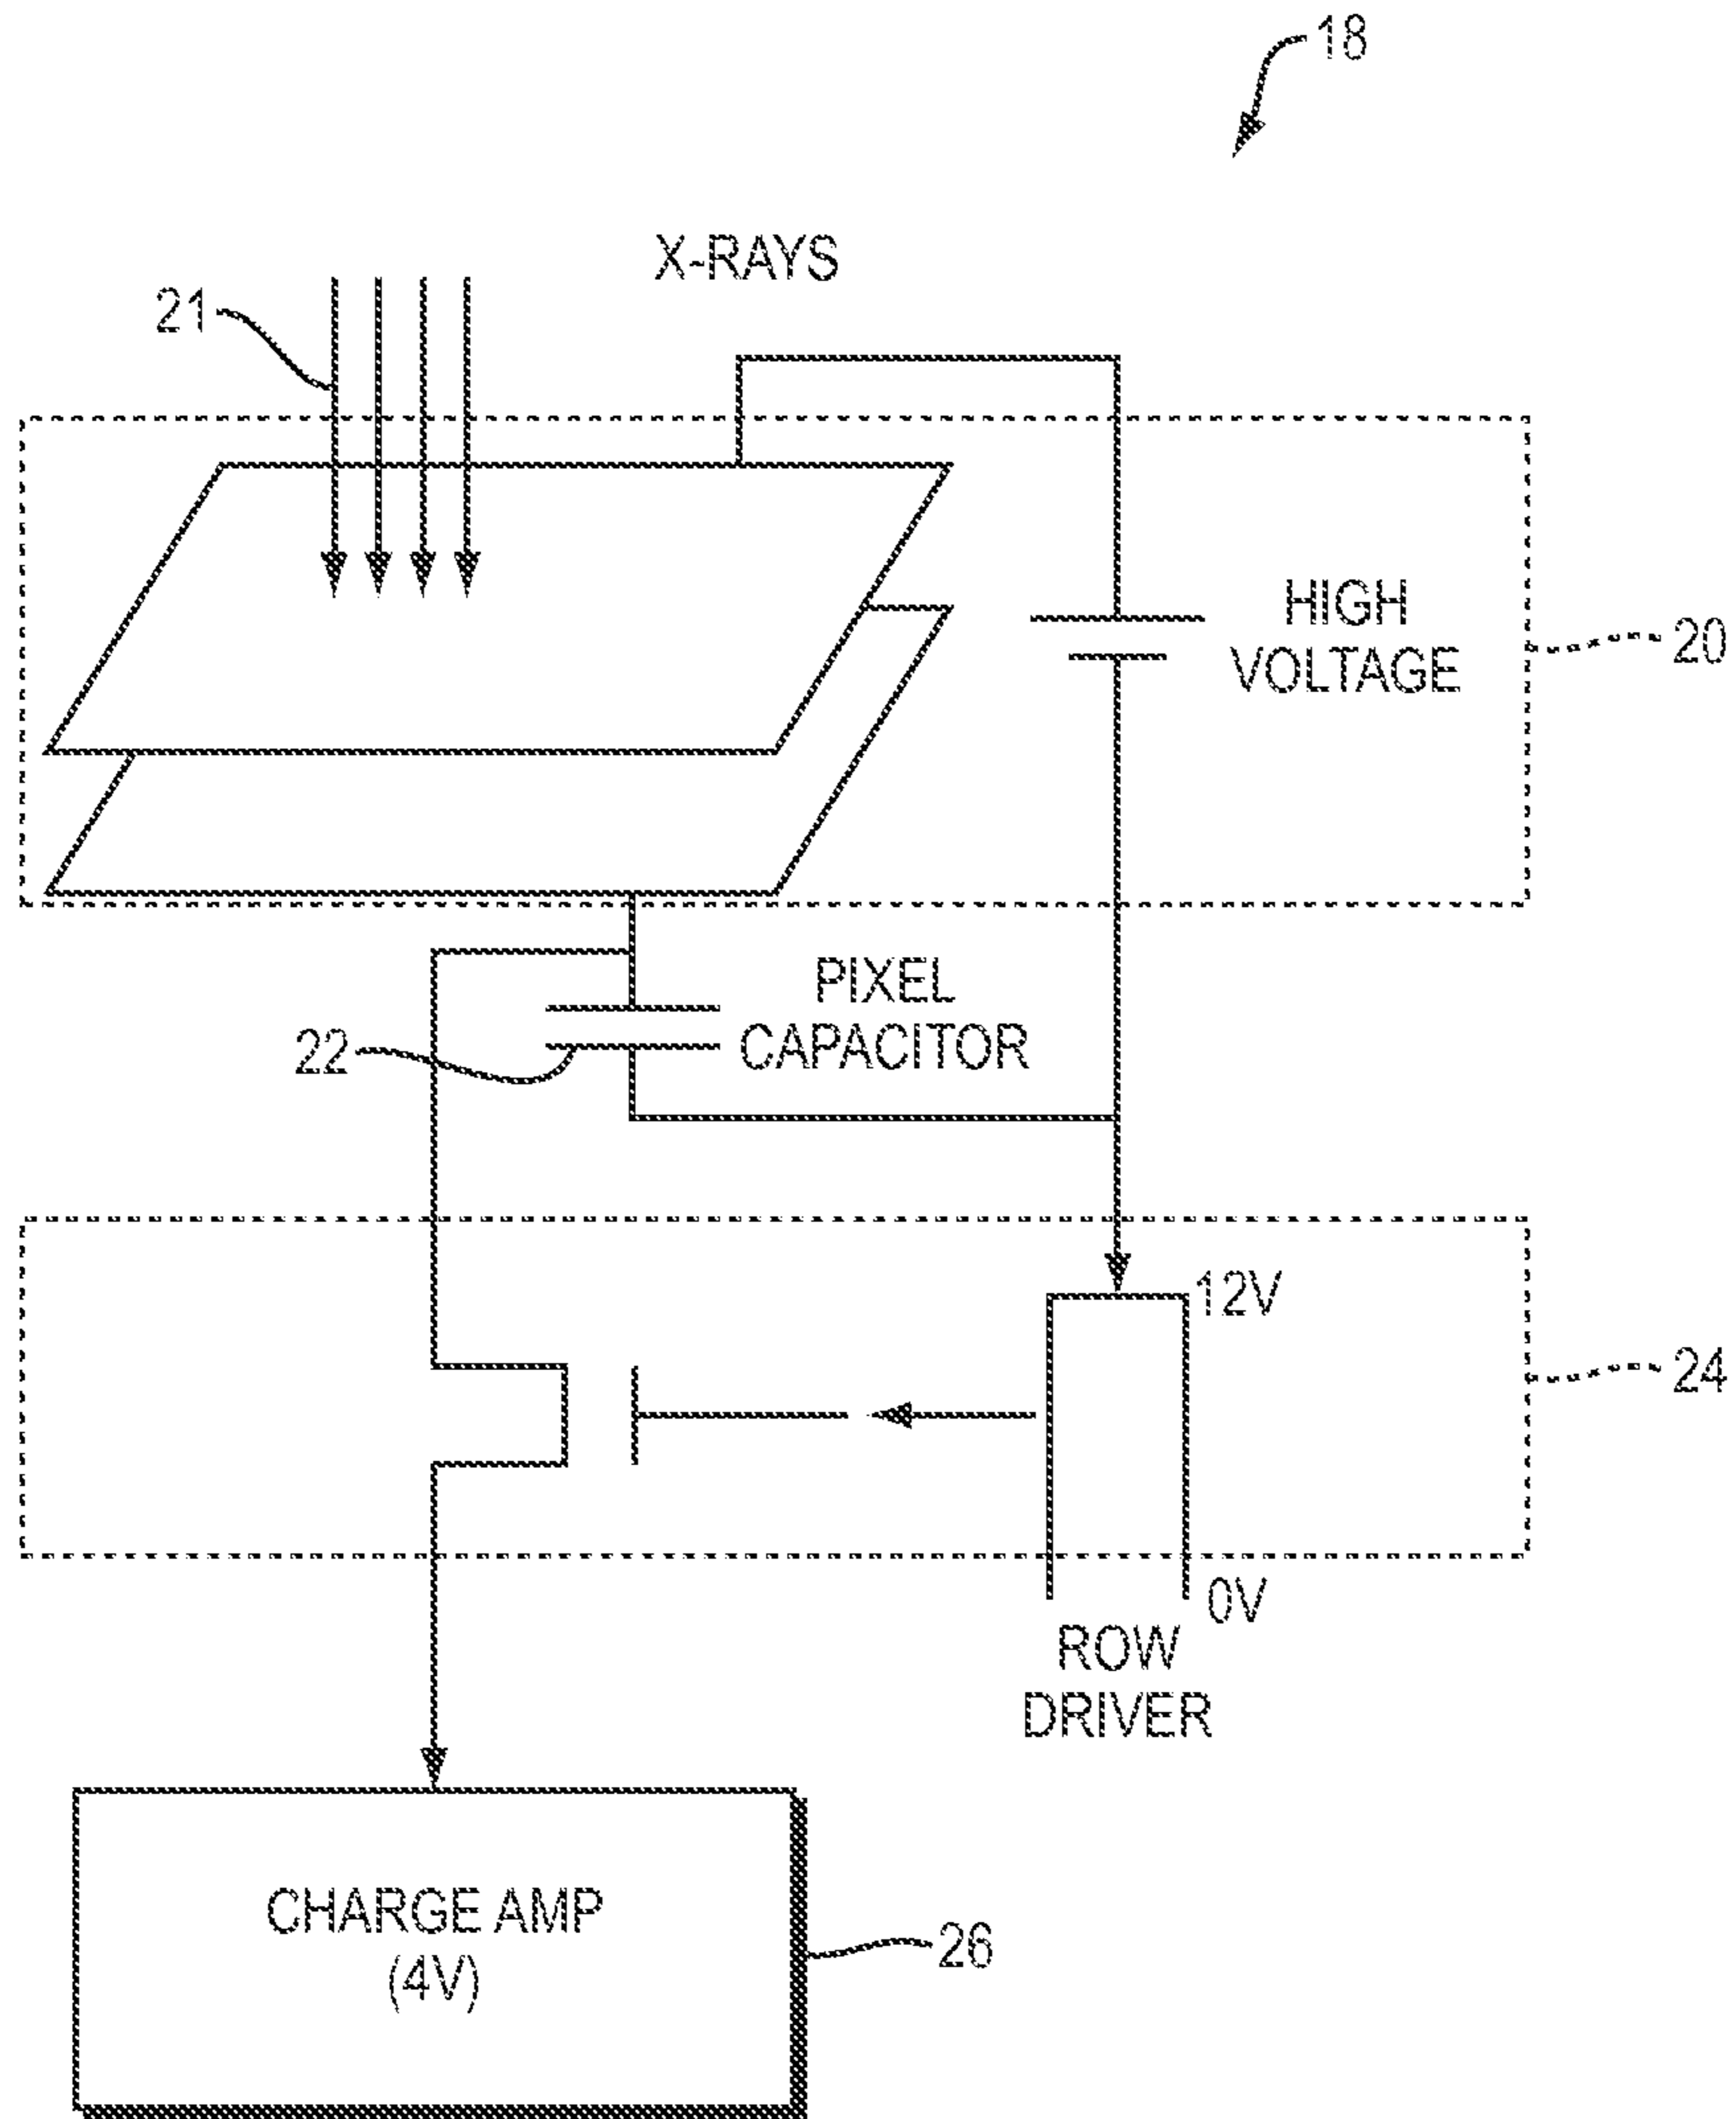 18
X-RAYS
21
HIGH
VOLTAGE
20
PIXEL
CAPACITOR
22
12V
24
0V
ROW
DRIVER
CHARGE AMP
(4V)
26